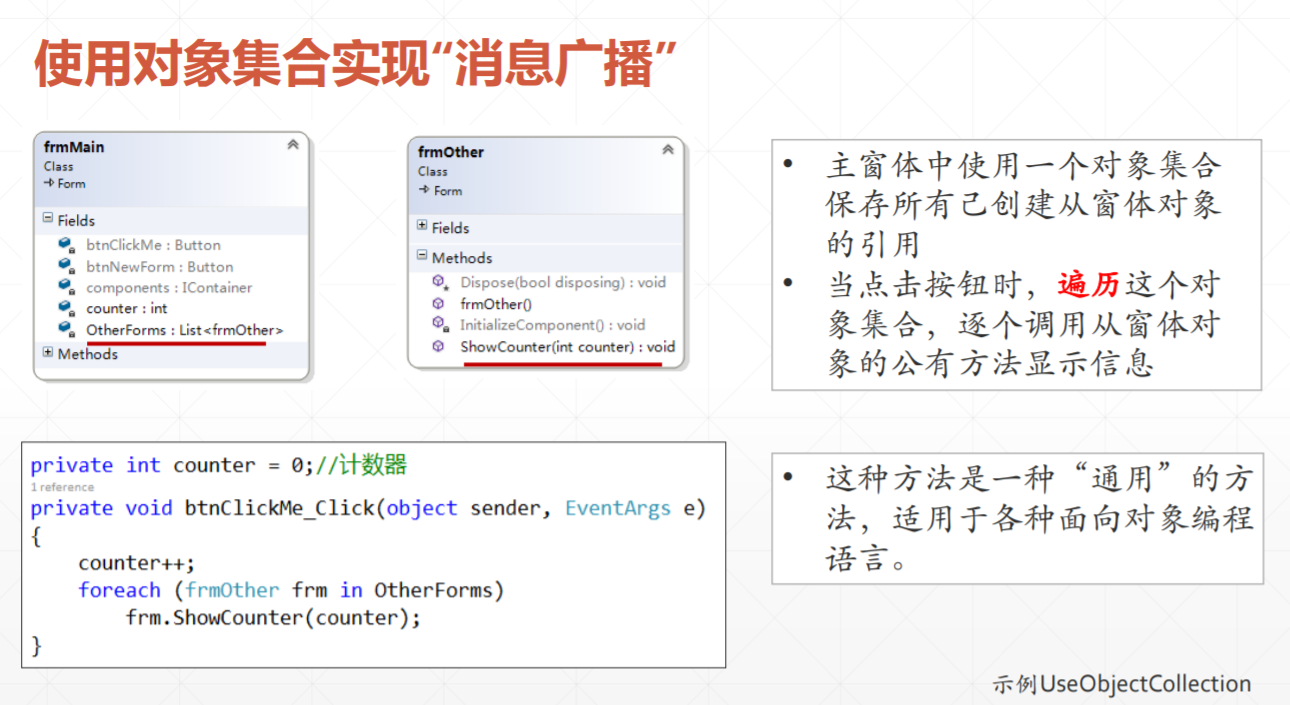 使用对象集合实现“消息广播”
frmMain
Class
Form
Fields
btnClickMe : Button
btnNewForm : Button
components : IContainer
counter : int
OtherForms : List<frmOther>
Methods
frmOther
Class
Form
Fields
Methods
Dispose(bool disposing) : void
frmOther()
InitializeComponent() : void
ShowCounter(int counter) : void
• 主窗体中使用一个对象集合
保存所有已创建从窗体对象
的引用
• 当点击按钮时，遍历这个对
象集合，逐个调用从窗体对
象的公有方法显示信息
private int counter = 0;//计数器
1 reference
private void btnClickMe_Click(object sender, EventArgs e)
{
counter++;
foreach (frmOther frm in OtherForms)
frm.ShowCounter(counter);
}
• 这种方法是一种“通用”的方
法，适用于各种面向对象编程
语言。
示例UseObjectCollection